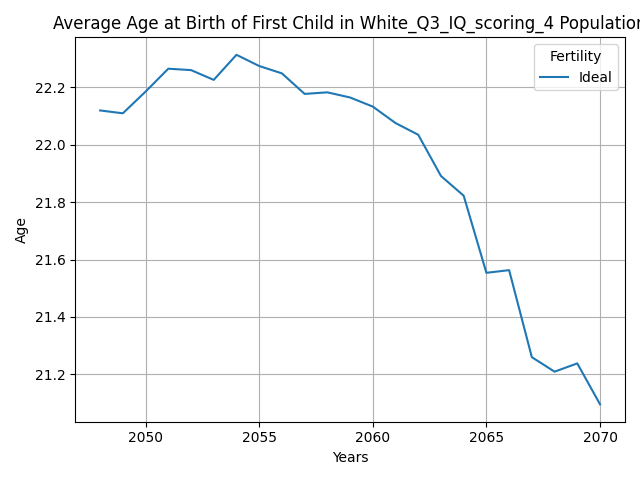 Average Age at Birth of First Child in White_Q3_IQ_scoring_4 Population
Fertility
Ideal
22.2
22.0
21.8
21.6
21.4
21.2
Age
2050 2055 2060 2065 2070
Years